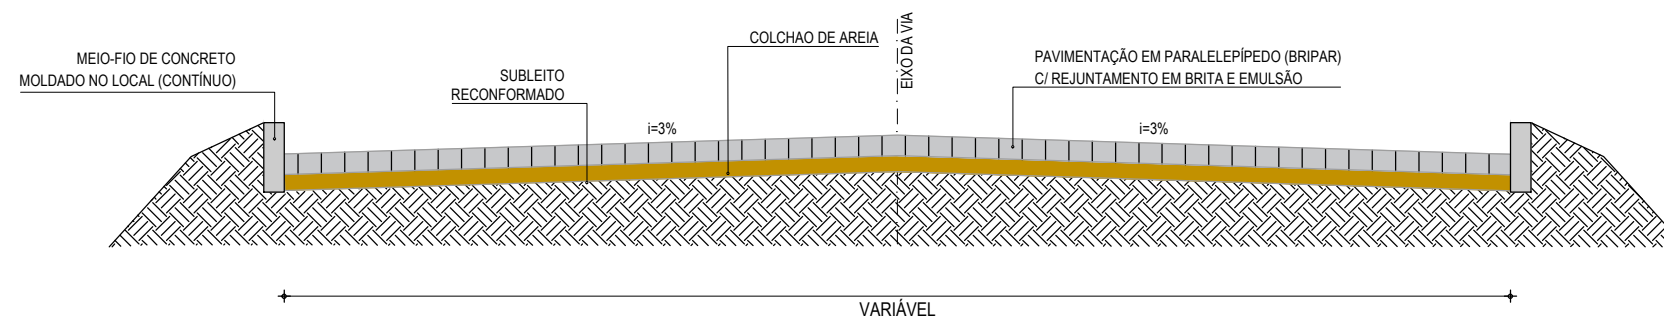 MEIO-FIO DE CONCRETO
MOLDADO NO LOCAL (CONTÍNUO)
SUBLEITO
RECONFORMADO
COLCHAO DE AREIA
EIXO DA VIA
PAVIMENTAÇÃO EM PARALELEPÍPEDO (BRIPAR)
C/ REJUNTAMENTO EM BRITA E EMULSÃO
i=3%
i=3%
VARIÁVEL